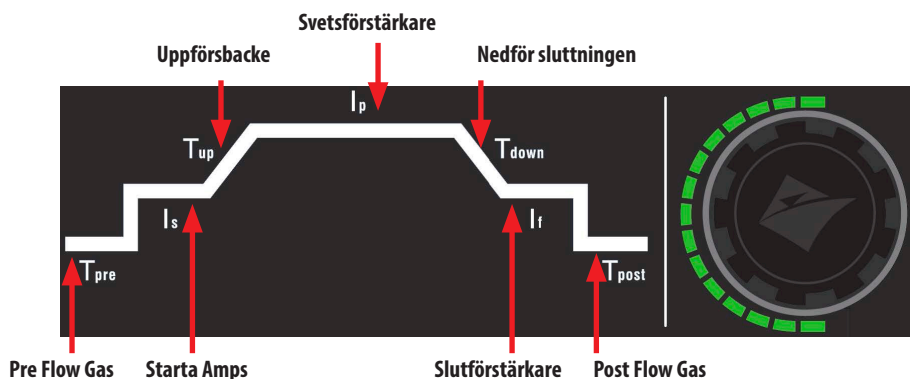 Svetsförstärkare
Uppförsbacke
Nedför sluttningen
Ip
Tup
Tdown
Is
If
Tpre
Tpost
Pre Flow Gas
Starta Amps
Slutförstärkare
Post Flow Gas